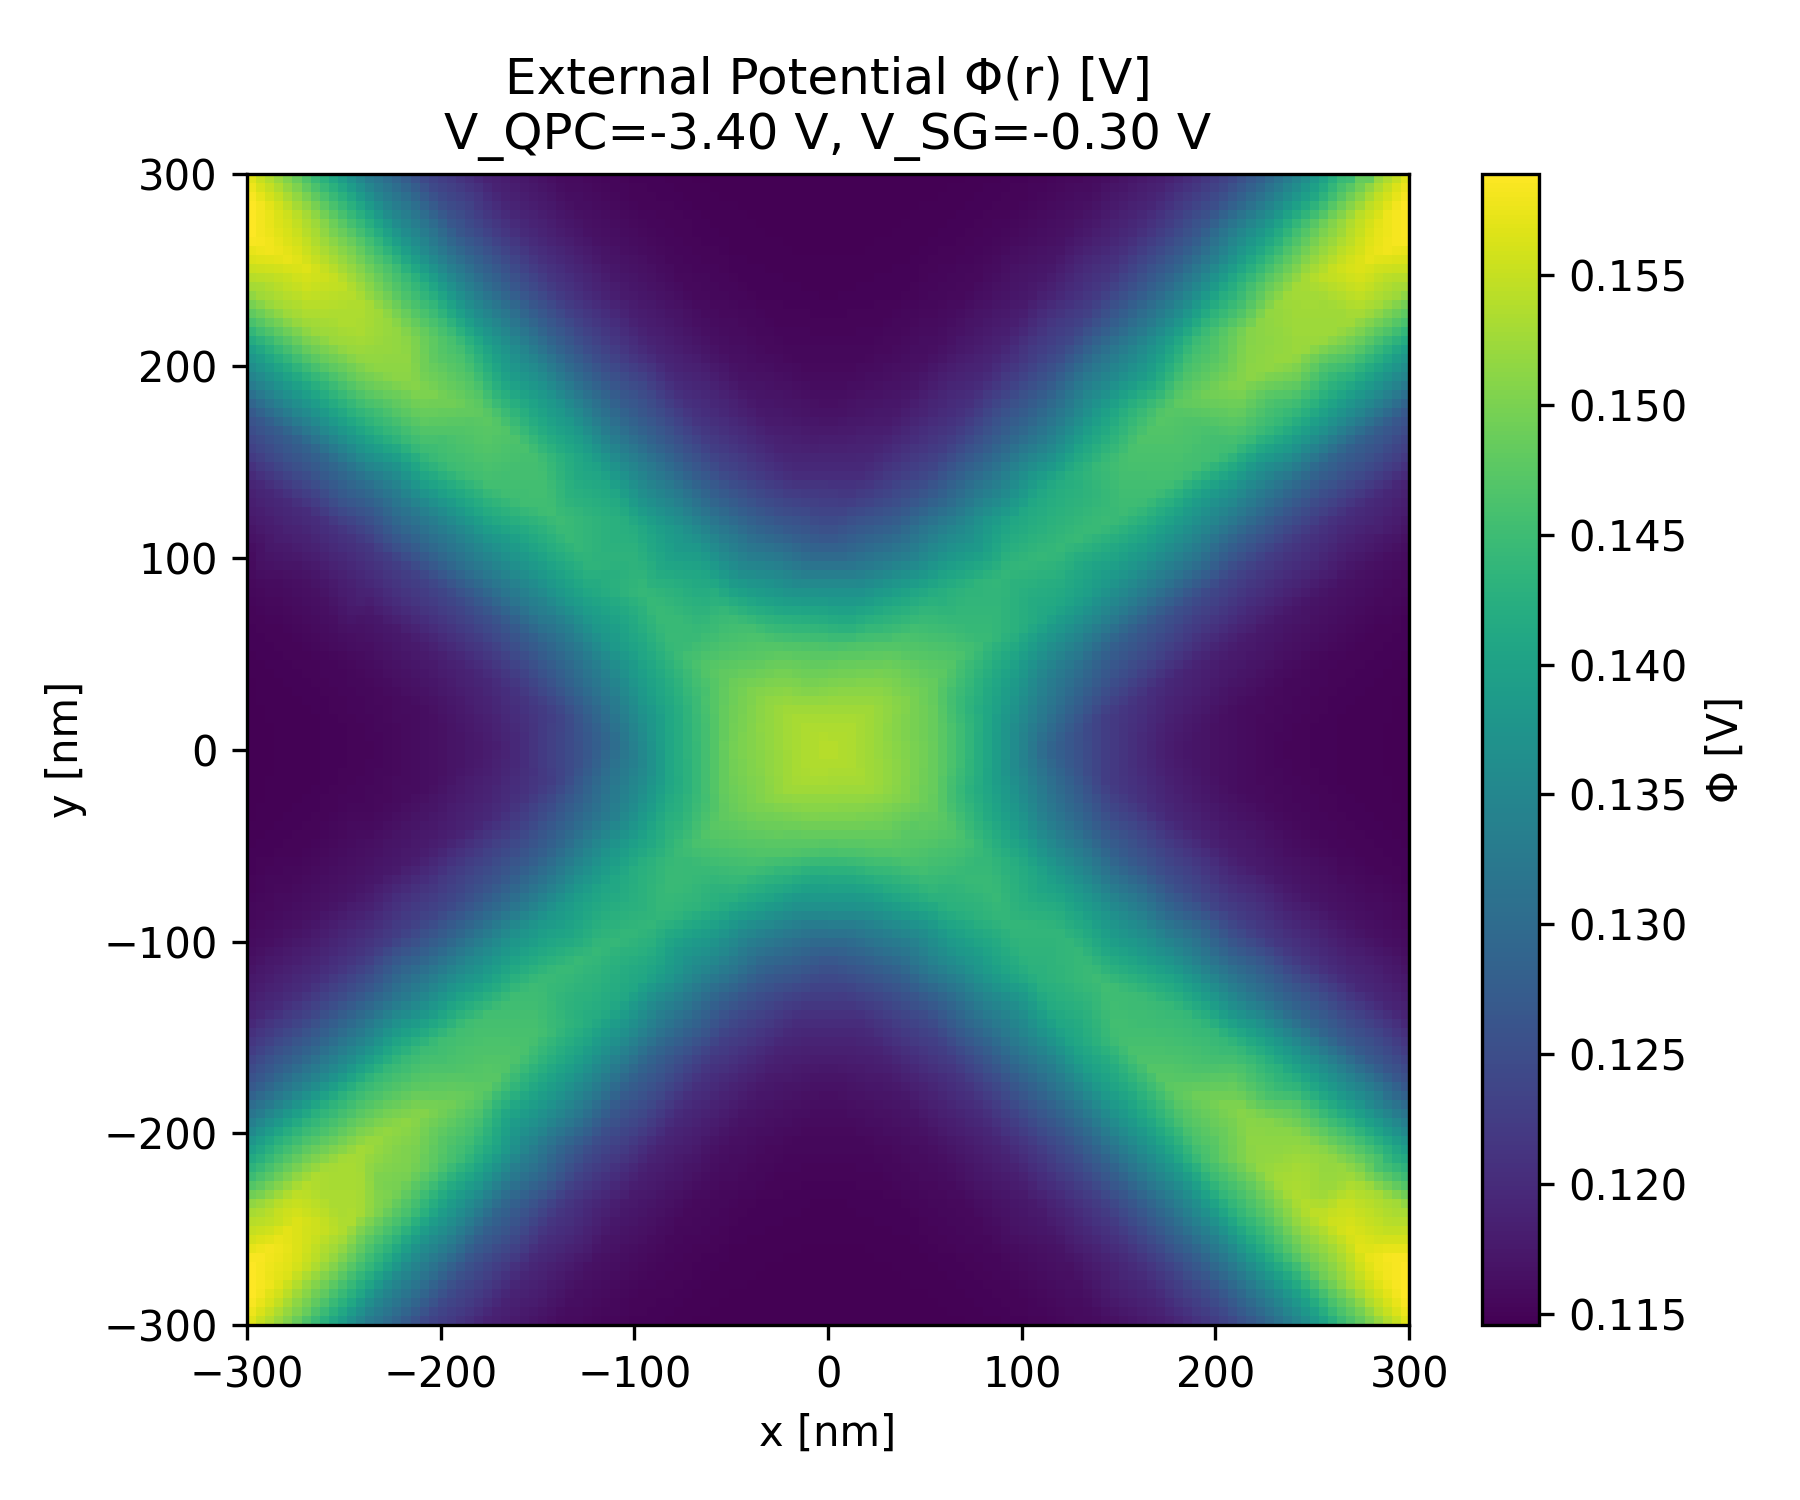 External Potential Φ(r) [V]
V_QPC=-3.40 V, V_SG=-0.30 V
300
200
100
0
−100
−200
−300
y [nm]
−300 −200 −100 0 100 200 300
x [nm]
0.155
0.150
0.145
0.140
0.135
0.130
0.125
0.120
0.115
Φ [V]